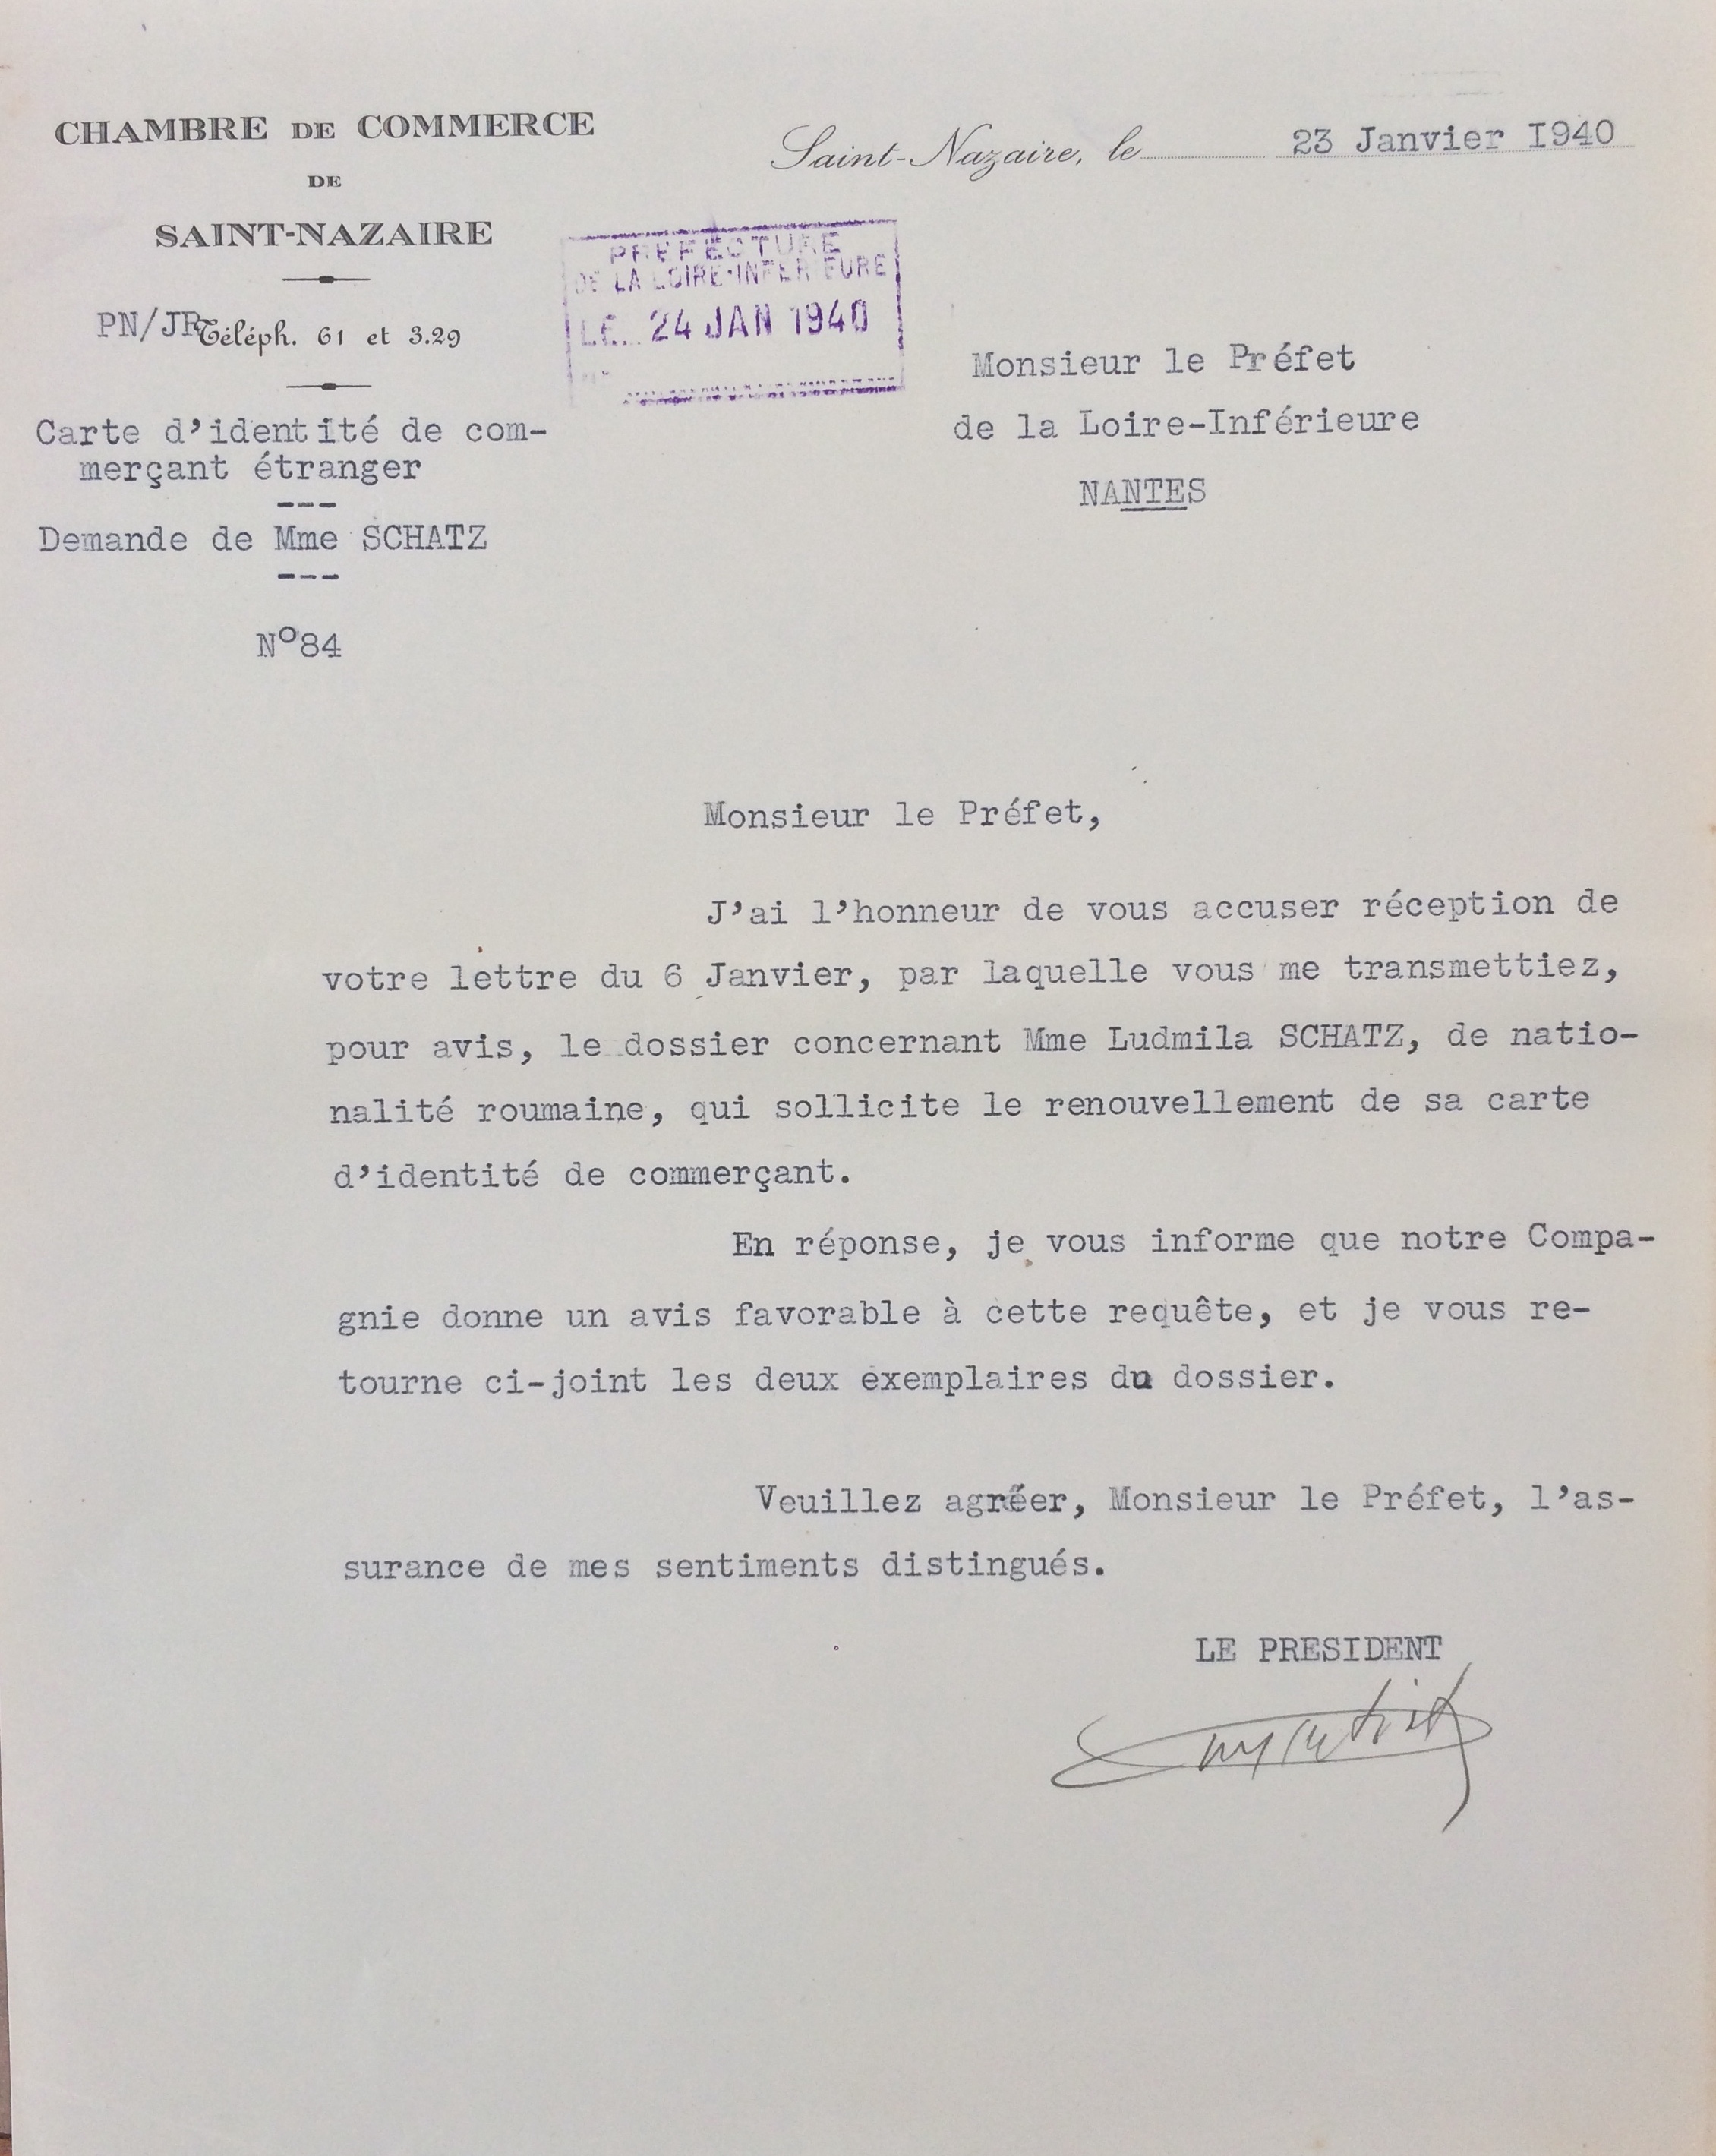 CHAMBRE DE COMMERCE
DE
SAINT-NAZAIRE
PN/JR Téléph. 61 et 3.29
Carte d'identité de com-
merçant étranger
---
Demande de Mme SCHATZ
---
N°84
Saint-Nazaire, le 23 Janvier I940
PREFECTURE
DE LA LOIRE-INFERIEURE
LE 24 JAN 1940
Monsieur le Préfet
de la Loire-Inférieure
NANTES
Monsieur le Préfet,
J'ai l'honneur de vous accuser réception de
votre lettre du 6 Janvier, par laquelle vous me transmettiez,
pour avis, le dossier concernant Mme Ludmila SCHATZ, de natio-
nalité roumaine, qui sollicite le renouvellement de sa carte
d'identité de commerçant.
En réponse, je vous informe que notre Compa-
gnie donne un avis favorable à cette requête, et je vous re-
tourne ci-joint les deux exemplaires du dossier.
Veuillez agréer, Monsieur le Préfet, l'as-
surance de mes sentiments distingués.
LE PRESIDENT